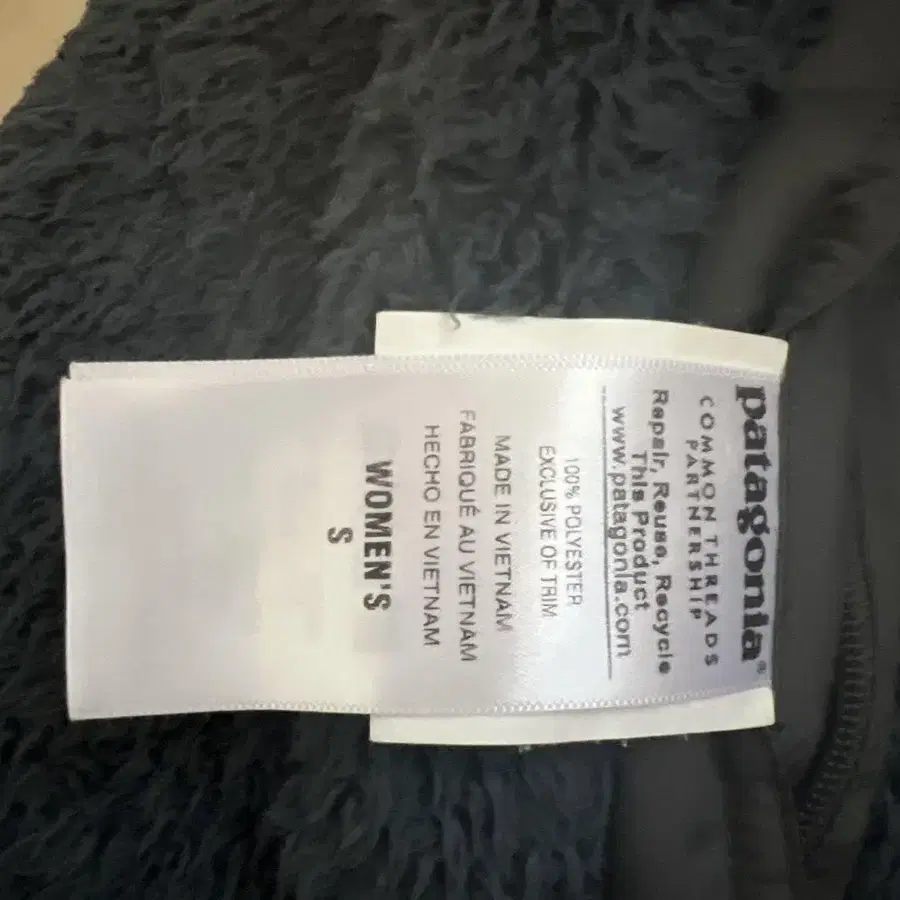 patagonia®
COMMON THREADS
PARTNERSHIP
Repair, Reuse, Recycle
This Product
www.patagonia.com
100% POLYESTER
EXCLUSIVE OF TRIM
MADE IN VIETNAM
FABRIQUÉ AU VIETNAM
HECHO EN VIETNAM
WOMEN'S
S